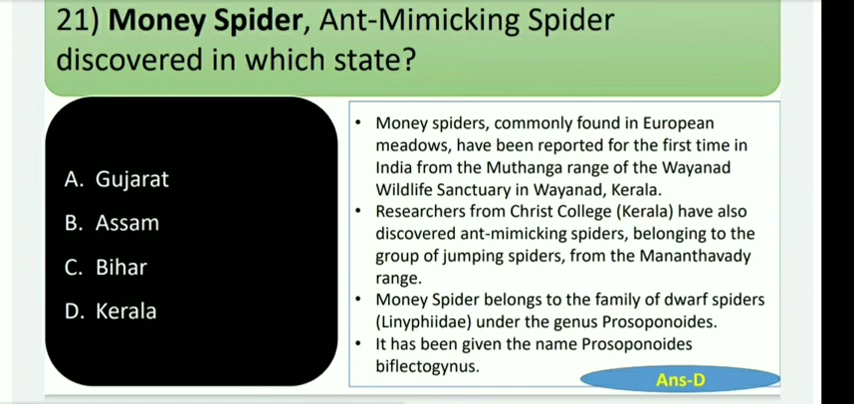 21) Money Spider, Ant-Mimicking Spider
discovered in which state?
A. Gujarat
B. Assam
C. Bihar
D. Kerala
• Money spiders, commonly found in European
meadows, have been reported for the first time in
India from the Muthanga range of the Wayanad
Wildlife Sanctuary in Wayanad, Kerala.
• Researchers from Christ College (Kerala) have also
discovered ant-mimicking spiders, belonging to the
group of jumping spiders, from the Mananthavady
range.
• Money Spider belongs to the family of dwarf spiders
(Linyphiidae) under the genus Prosoponoides.
• It has been given the name Prosoponoides
biflectogynus.
Ans-D